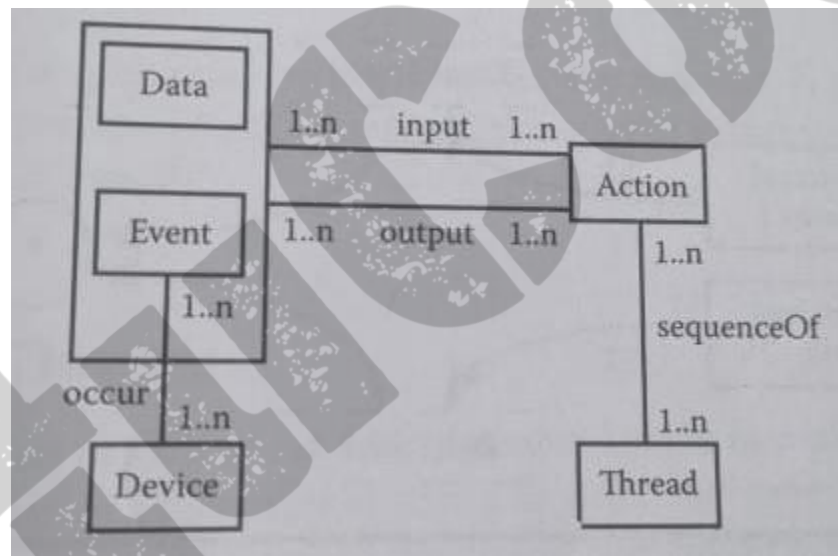 Data
1..n input 1..n
Action
Event
1..n output 1..n
1..n
1..n
sequenceOf
occur
1..n
1..n
Device
Thread